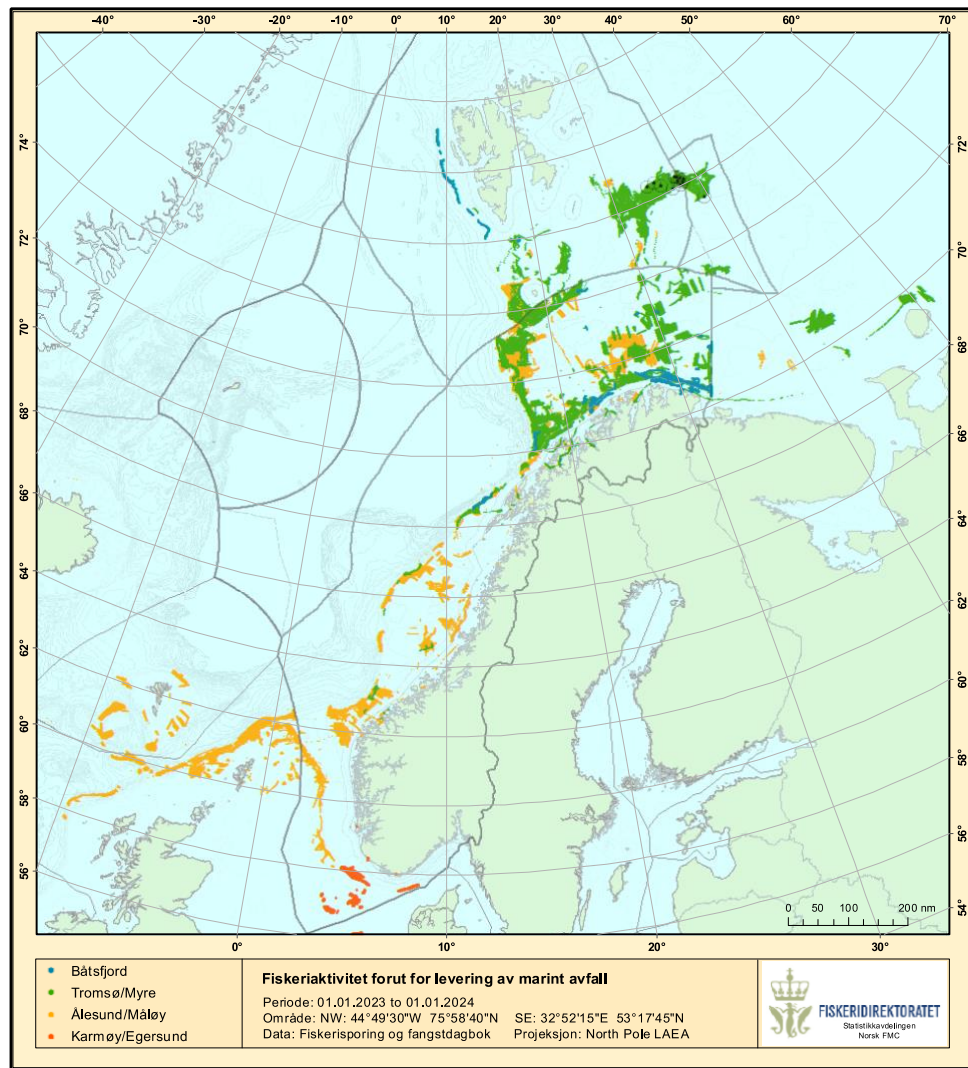 -40° -30° -20° -10° 0° 10° 20° 30° 40° 50° 60° 70°
74° 72°
72° 70°
70° 68°
68° 66°
66° 64°
64° 62°
62° 60°
60° 58°
58° 56°
56° 54°
0 50 100 200 nm
0° 10° 20° 30°
Båtsfjord
Tromsø/Myre
Ålesund/Måløy
Karmøy/Egersund
Fiskeriaktivitet forut for levering av marint avfall
Periode: 01.01.2023 to 01.01.2024
Område: NW: 44°49'30"W 75°58'40"N SE: 32°52'15"E 53°17'45"N
Data: Fiskerisporing og fangstdagbok Projeksjon: North Pole LAEA
FISKERIDIREKTORATET
Statistikkavdelingen
Norsk FMC